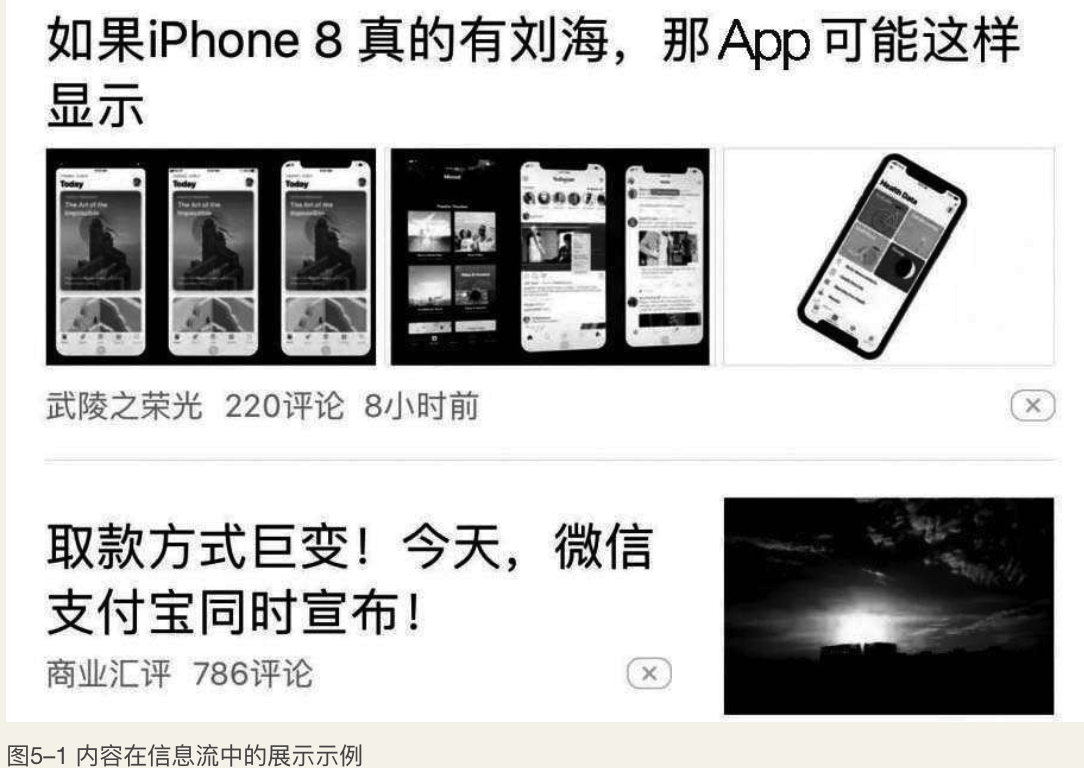 如果iPhone 8 真的有刘海，那App可能这样
显示
Today
The Art of the
Impossible
Today
The Art of the
Impossible
Today
The Art of the
Impossible
Health Data
武陵之荣光 220评论 8小时前
取款方式巨变！今天，微信
支付宝同时宣布！
商业汇评 786评论
图5-1 内容在信息流中的展示示例